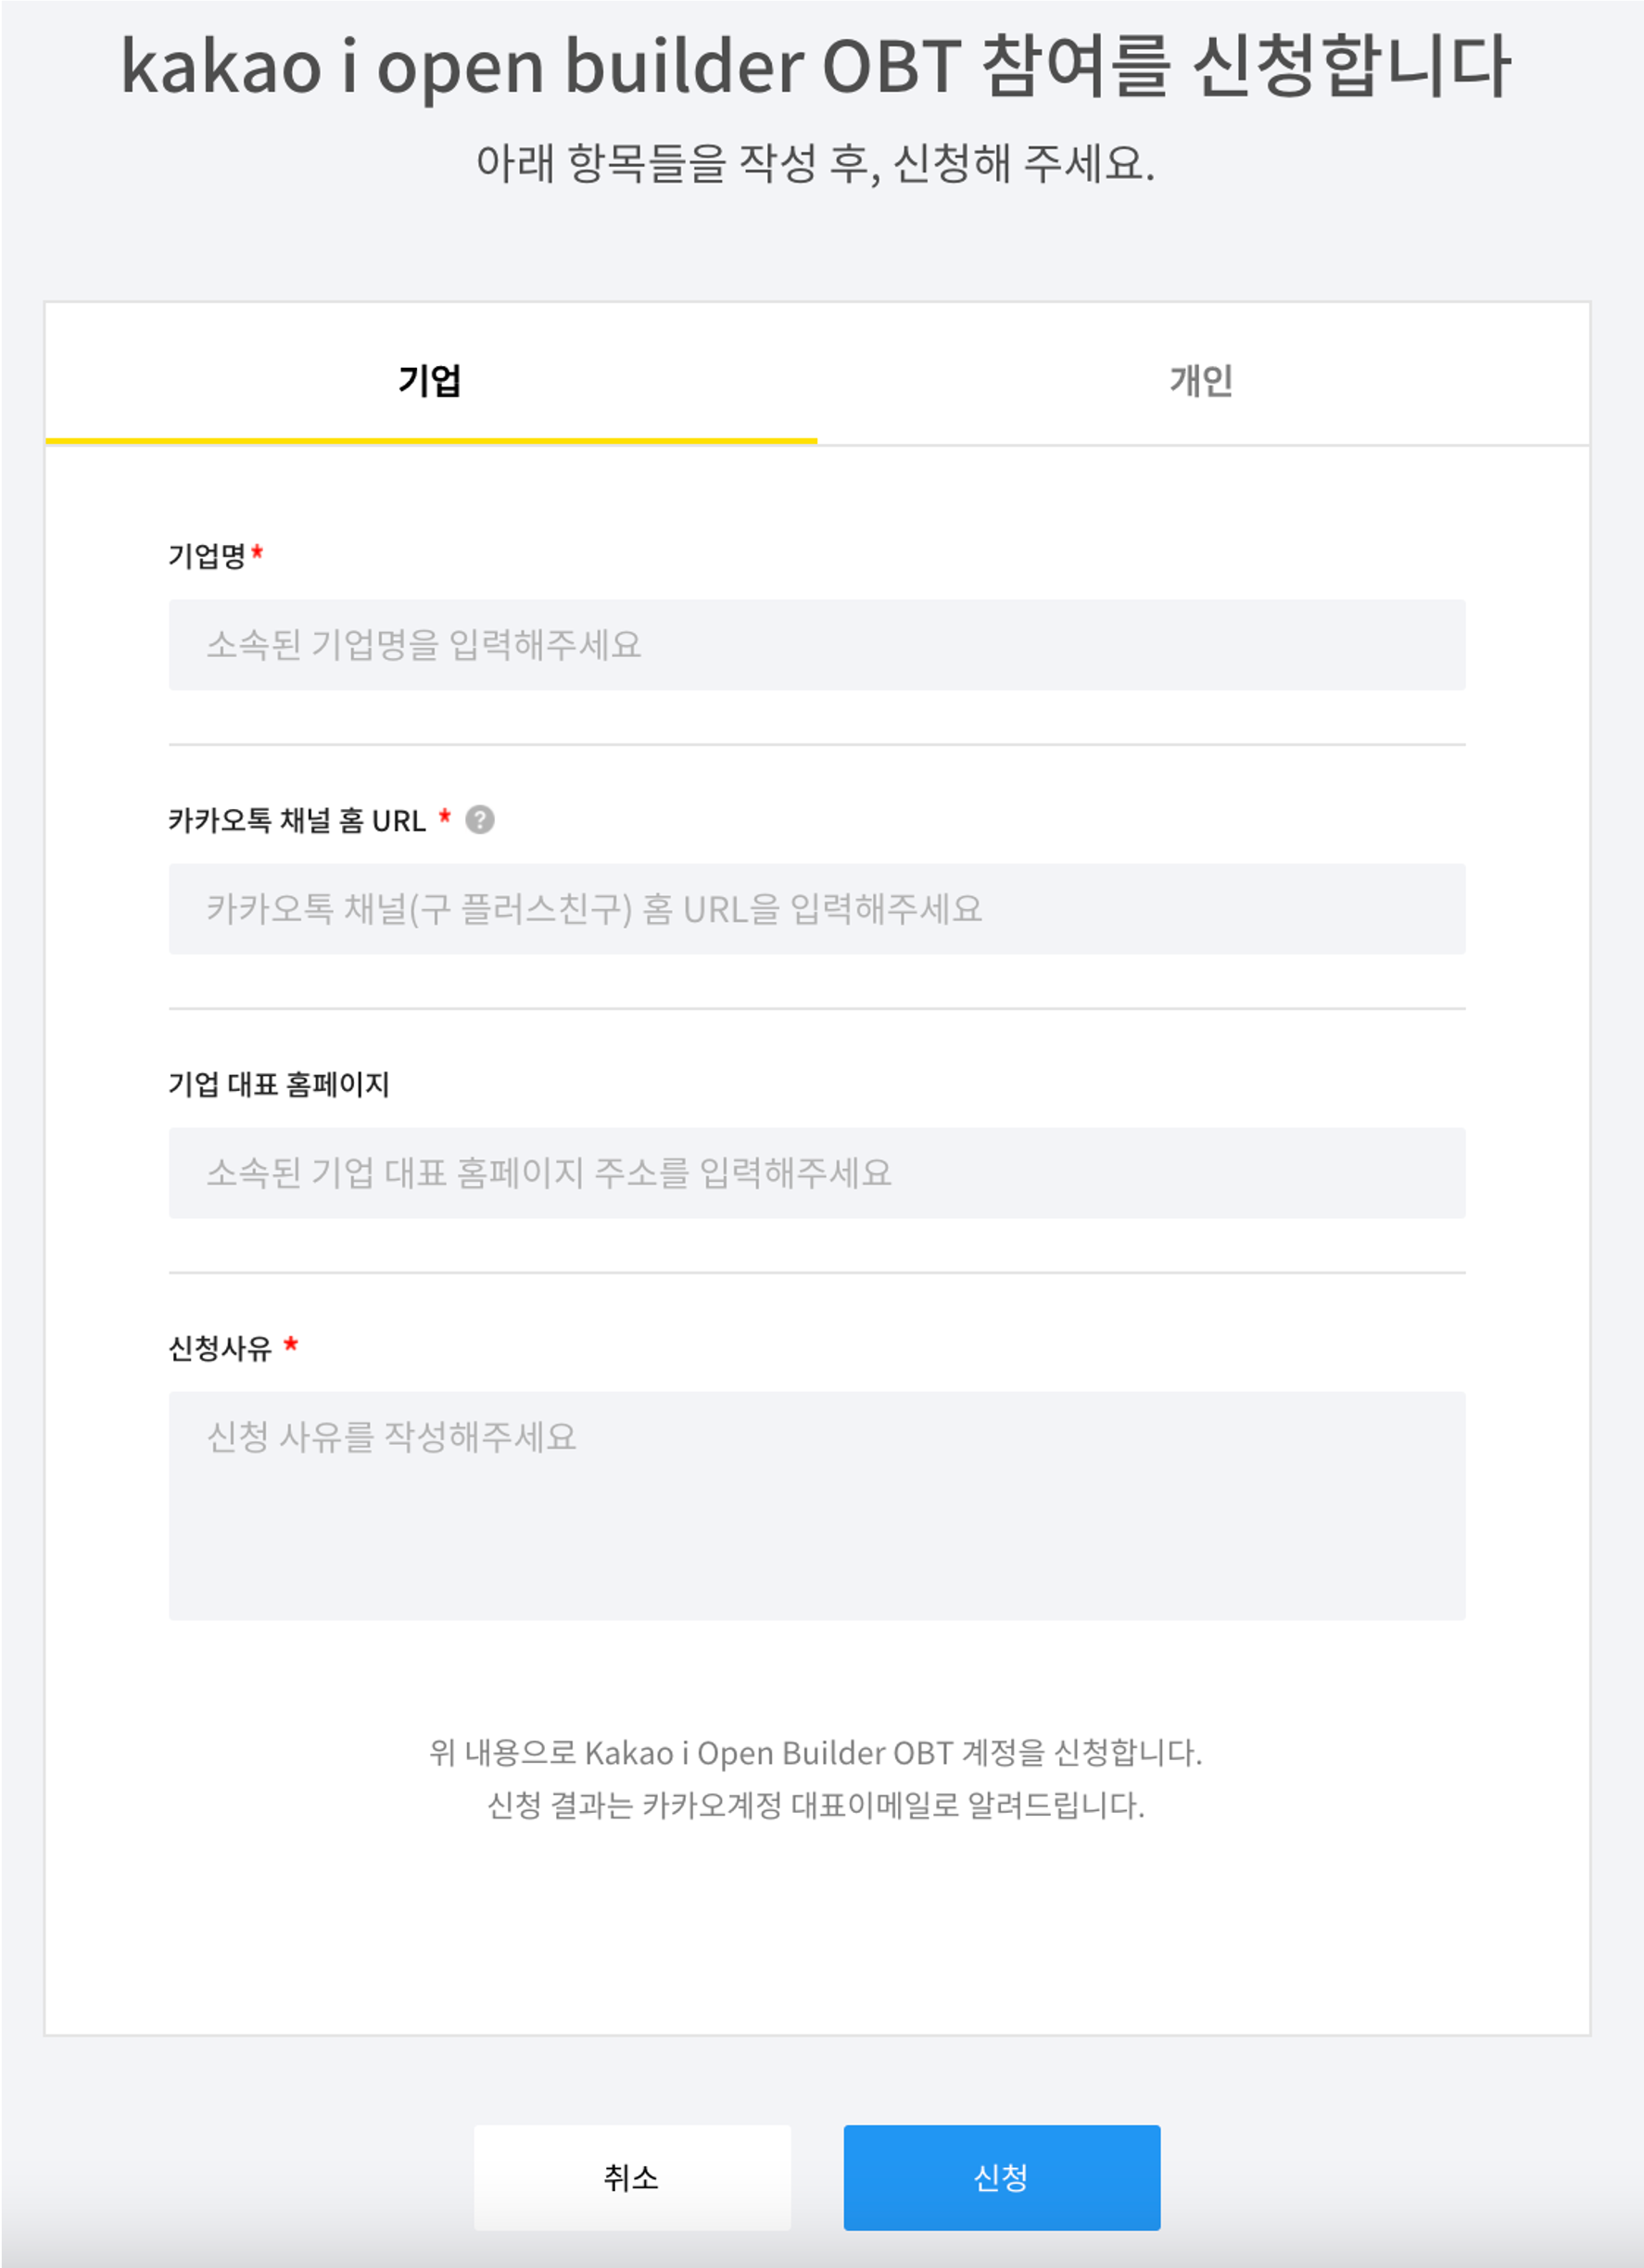 kakao i open builder OBT 참여를 신청합니다
아래 항목들을 작성 후, 신청해 주세요.
기업
개인
기업명*
소속된 기업명을 입력해주세요
카카오톡 채널 홈 URL * ?
카카오톡 채널(구 플러스친구) 홈 URL을 입력해주세요
기업 대표 홈페이지
소속된 기업 대표 홈페이지 주소를 입력해주세요
신청사유 *
신청 사유를 작성해주세요
위 내용으로 Kakao i Open Builder OBT 계정을 신청합니다.
신청 결과는 카카오계정 대표이메일로 알려드립니다.
취소
신청